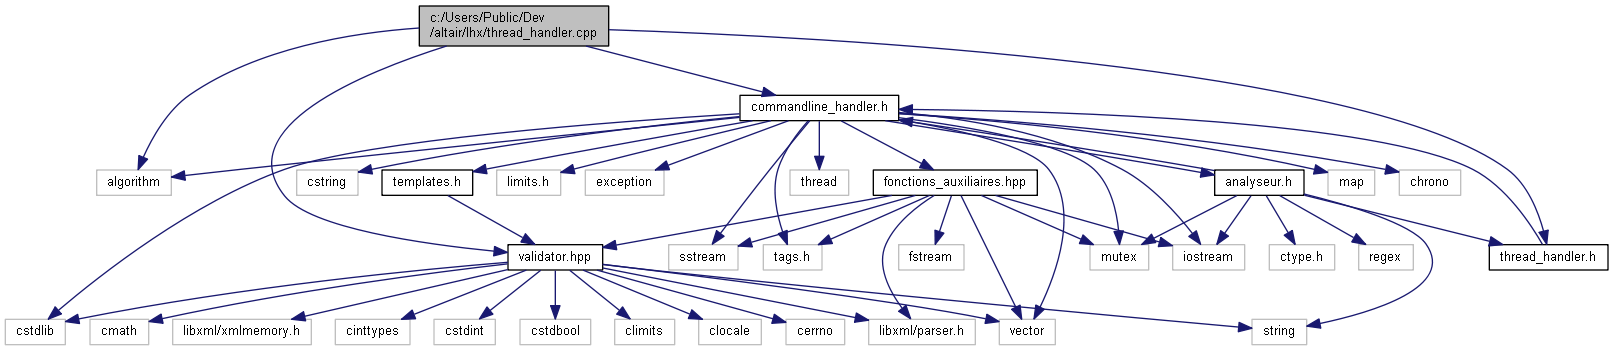 c:/Users/Public/Dev
/altair/lhx/thread_handler.cpp
commandline_handler.h
algorithm
cstring
templates.h
limits.h
exception
thread
fonctions_auxiliaires.hpp
analyseur.h
map
chrono
validator.hpp
sstream
tags.h
fstream
mutex
iostream
ctype.h
regex
thread_handler.h
cstdlib
cmath
libxml/xmlmemory.h
cinttypes
cstdint
cstdbool
climits
clocale
cerrno
libxml/parser.h
vector
string